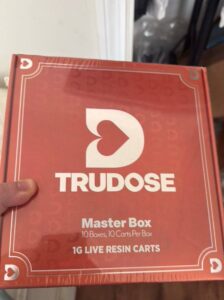 TRUDOSE
Master Box
10 Boxes, 10 Carts Per Box
1G LIVE RESIN CARTS